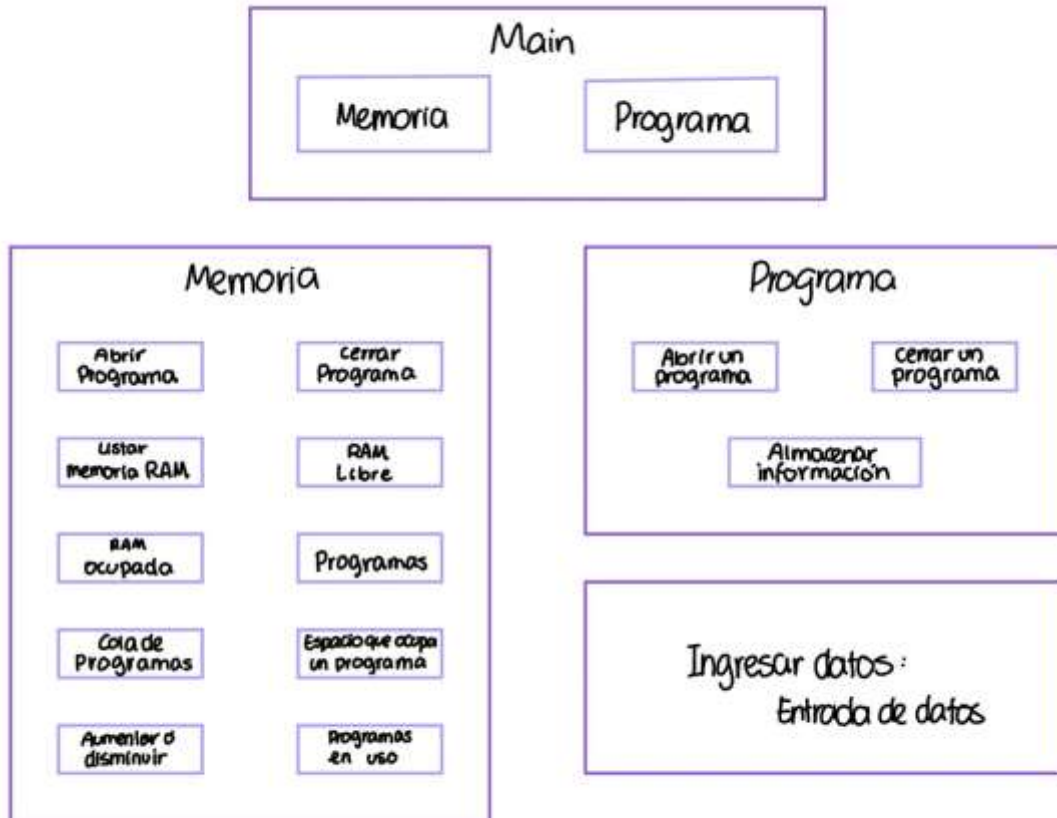 Main
Memoria
Programa
Memoria
Abrir
Programa
Cerrar
Programa
Listar
memoria RAM
RAM
Libre
RAM
ocupada
Programas
Cola de
Programas
Espacio que ocupa
un programa
Aumentar o
disminuir
Programas
en uso
Programa
Abrir un
programa
Cerrar un
programa
Almacenar
información
Ingresar datos:
Entrada de datos